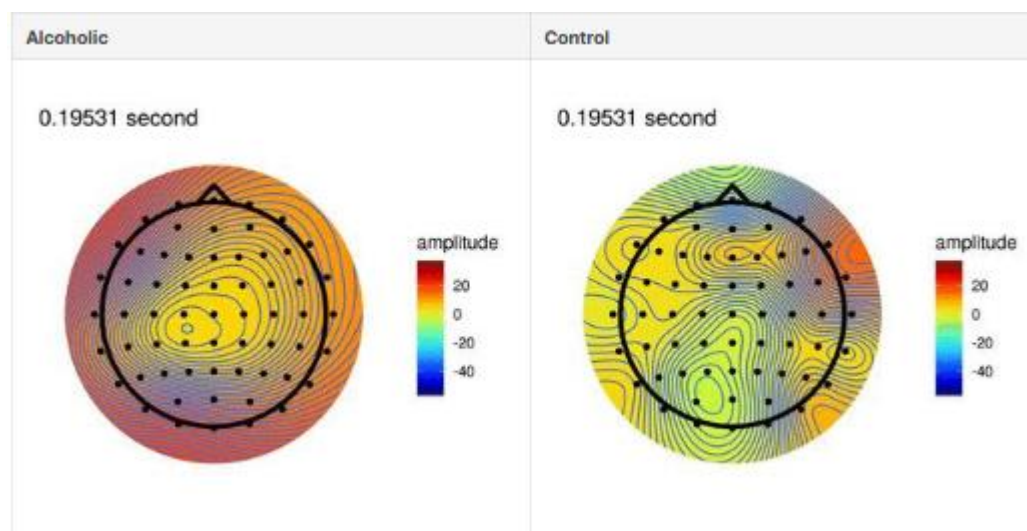 Alcoholic
Control
0.19531 second
0.19531 second
amplitude
20
0
-20
-40
amplitude
20
0
-20
-40